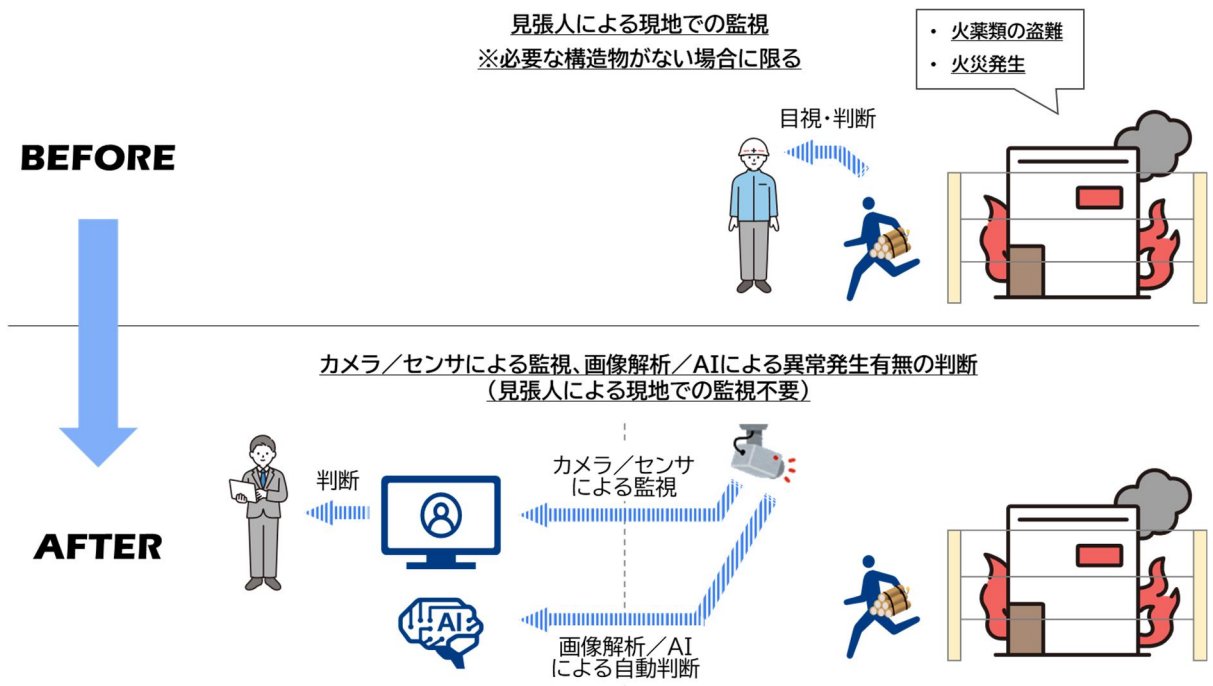 見張人による現地での監視
※必要な構造物がない場合に限る
・ 火薬類の盗難
・ 火災発生
目視・判断
BEFORE
カメラ／センサによる監視、画像解析／AIによる異常発生有無の判断
（見張人による現地での監視不要）
判断
カメラ／センサ
による監視
AFTER
AI
画像解析／AI
による自動判断